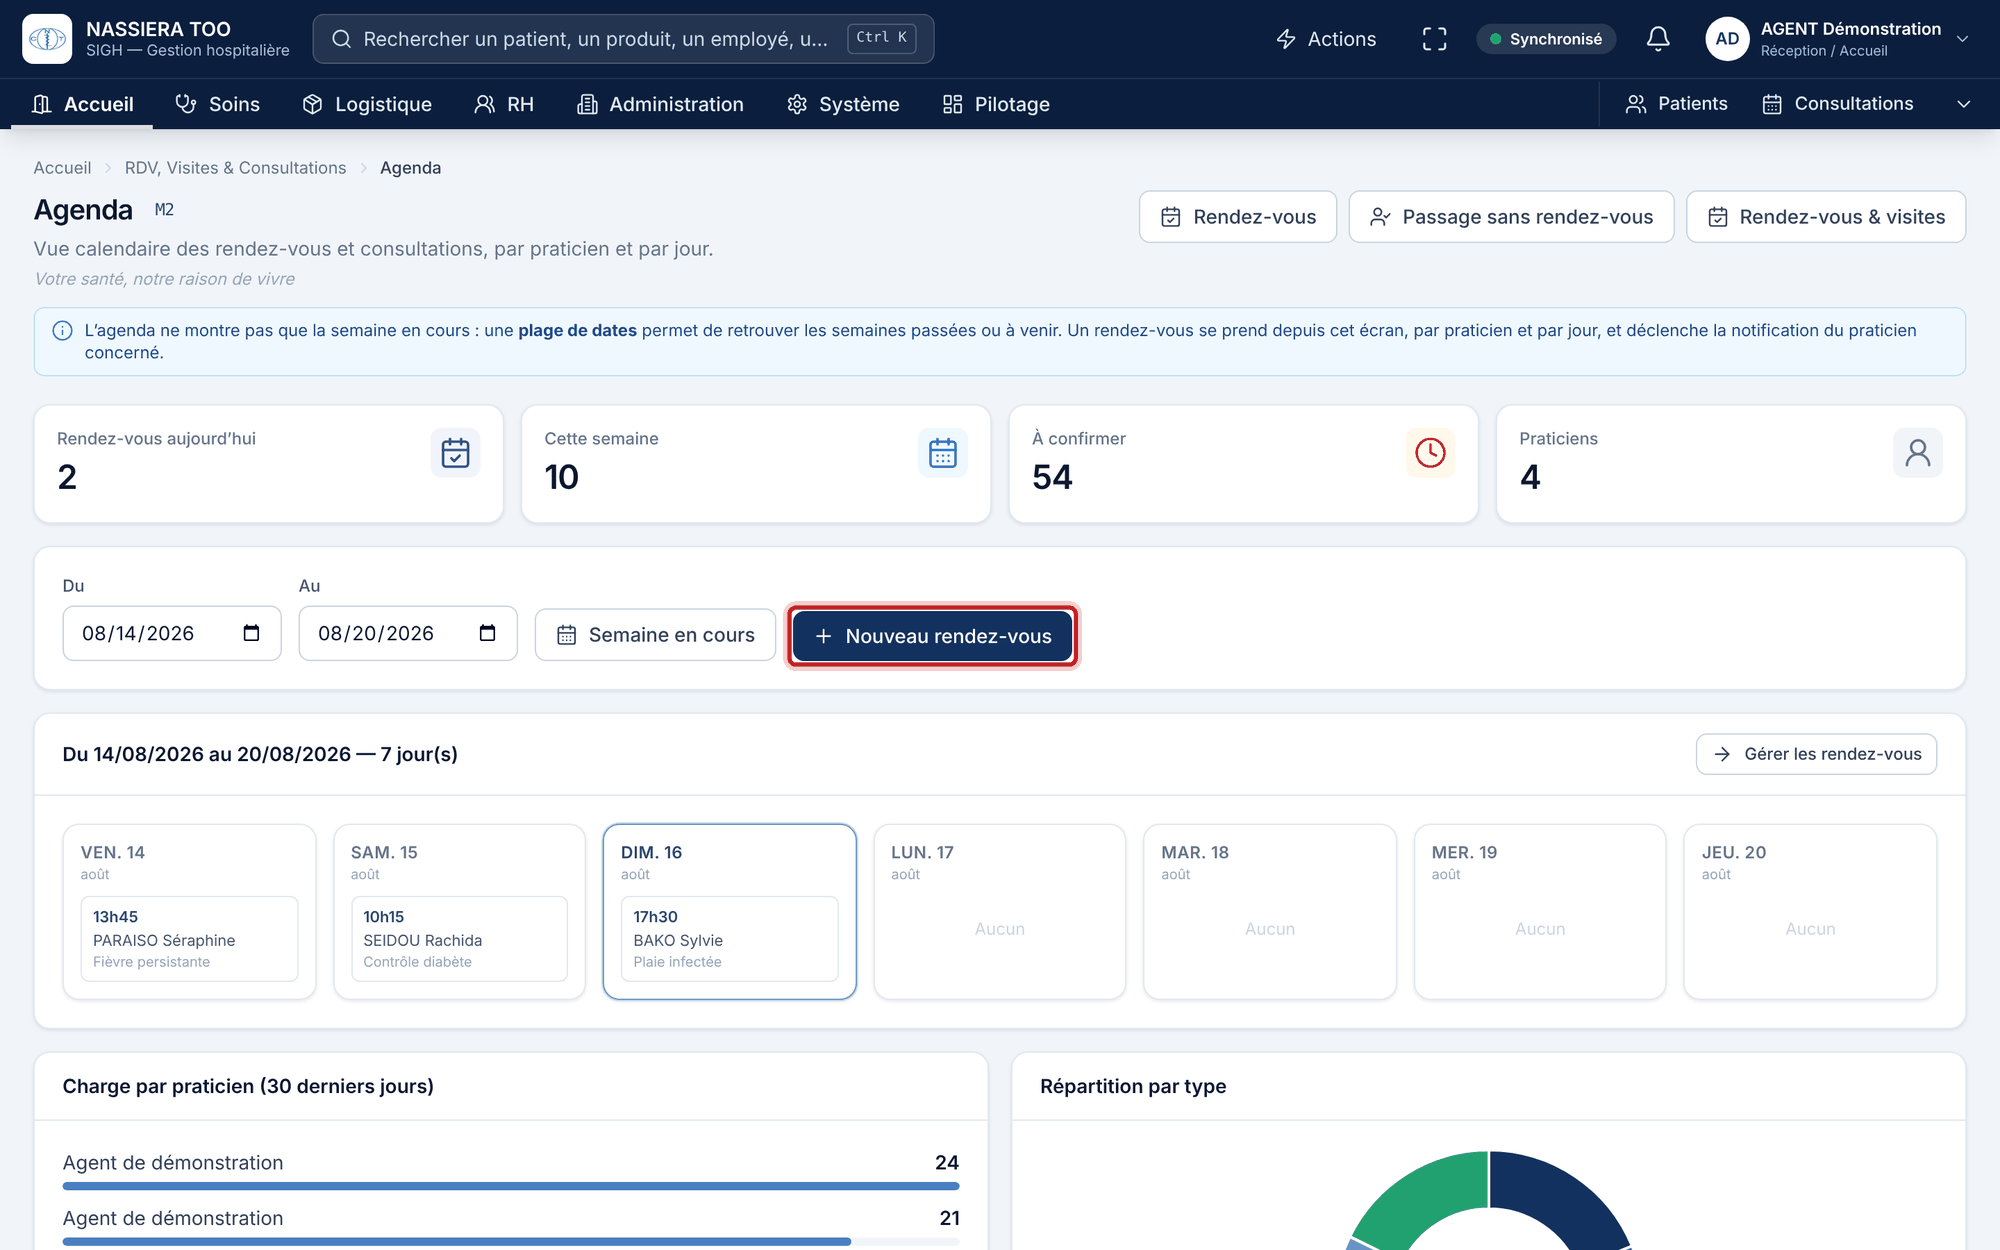 NASSIERA TOO
SIGH — Gestion hospitalière
Rechercher un patient, un produit, un employé, u...
Ctrl K
Actions
Synchronisé
AD
AGENT Démonstration
Réception / Accueil
Accueil
Soins
Logistique
RH
Administration
Système
Pilotage
Patients
Consultations
Accueil
RDV, Visites & Consultations
Agenda
Agenda
M2
Rendez-vous
Passage sans rendez-vous
Rendez-vous & visites
Vue calendaire des rendez-vous et consultations, par praticien et par jour.
Votre santé, notre raison de vivre
L’agenda ne montre pas que la semaine en cours : une plage de dates permet de retrouver les semaines passées ou à venir. Un rendez-vous se prend depuis cet écran, par praticien et par jour, et déclenche la notification du praticien
concerné.
Rendez-vous aujourd’hui
2
Cette semaine
10
À confirmer
54
Praticiens
4
Du
08/14/2026
Au
08/20/2026
Semaine en cours
Nouveau rendez-vous
Du 14/08/2026 au 20/08/2026 — 7 jour(s)
Gérer les rendez-vous
VEN. 14
août
13h45
PARAISO Séraphine
Fièvre persistante
SAM. 15
août
10h15
SEIDOU Rachida
Contrôle diabète
DIM. 16
août
17h30
BAKO Sylvie
Plaie infectée
LUN. 17
août
Aucun
MAR. 18
août
Aucun
MER. 19
août
Aucun
JEU. 20
août
Aucun
Charge par praticien (30 derniers jours)
Agent de démonstration
24
Agent de démonstration
21
Répartition par type